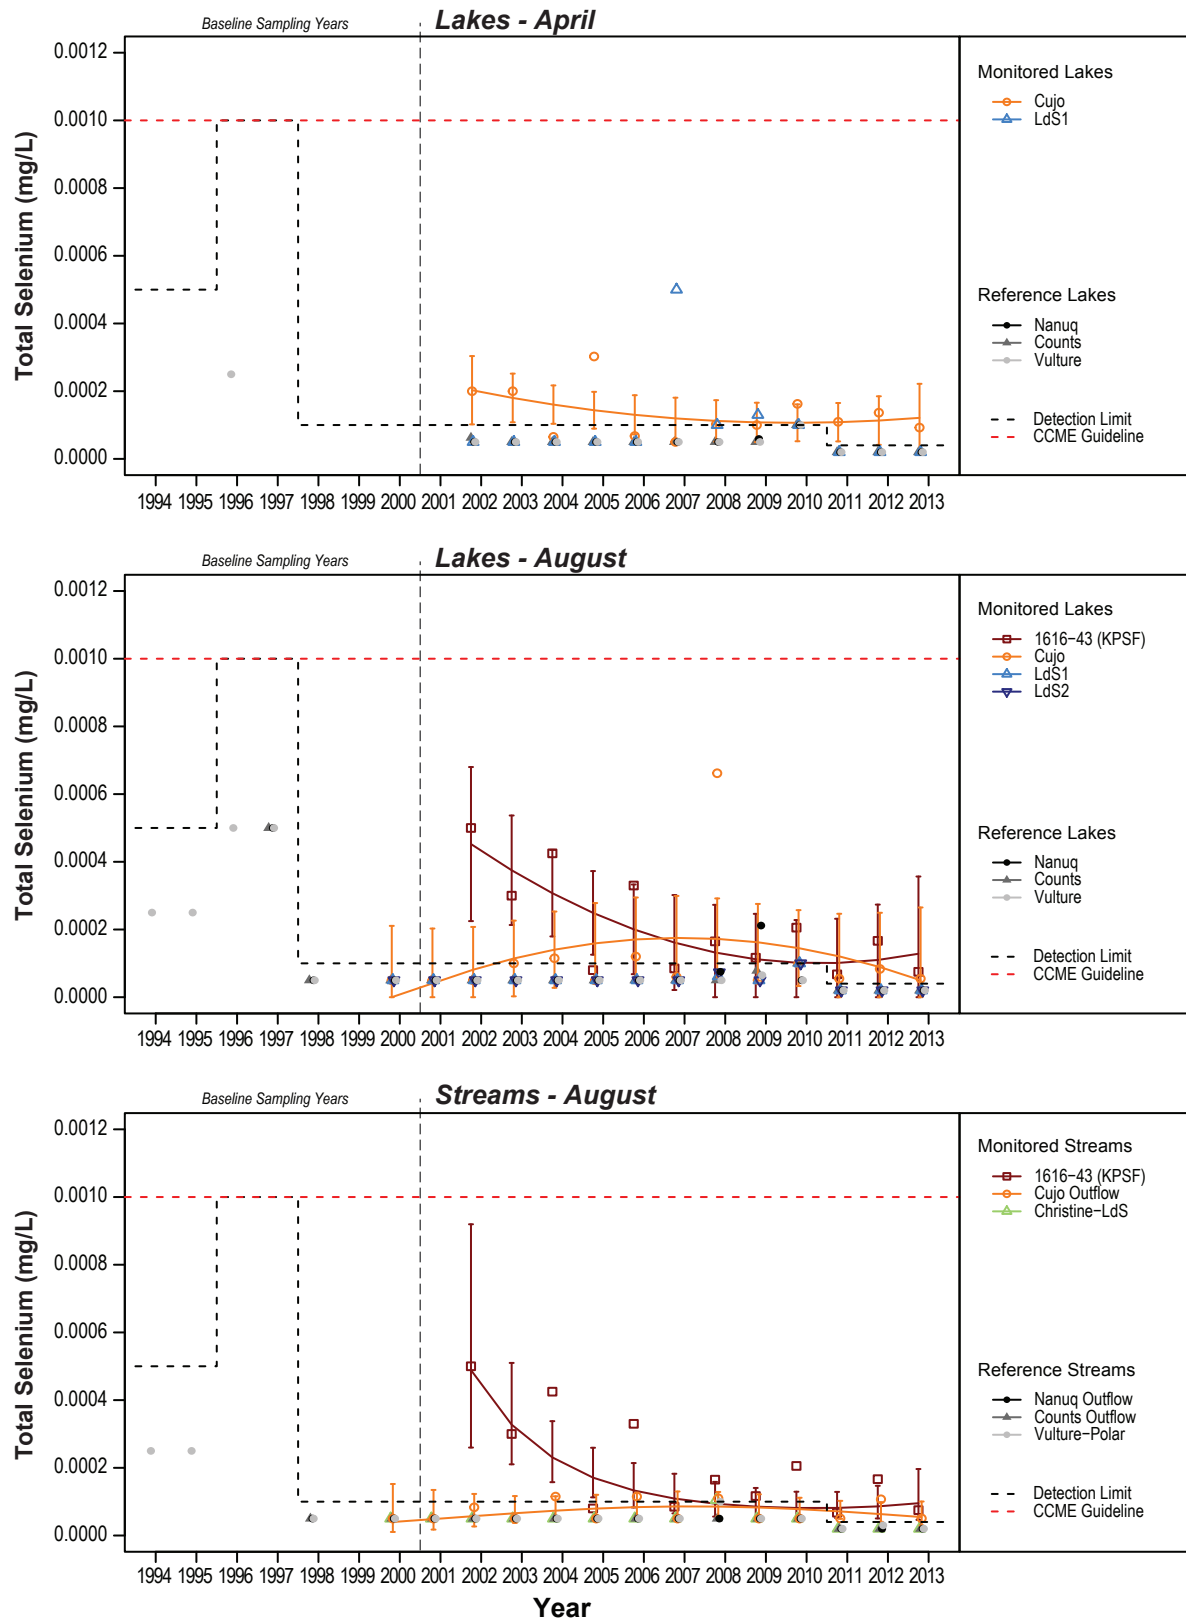 Baseline Sampling Years
Lakes - April
Total Selenium (mg/L)
0.0012
0.0010
0.0008
0.0006
0.0004
0.0002
0.0000
1994 1995 1996 1997 1998 1999 2000 2001 2002 2003 2004 2005 2006 2007 2008 2009 2010 2011 2012 2013
Monitored Lakes
Cujo
LdS1
Reference Lakes
Nanuq
Counts
Vulture
Detection Limit
CCME Guideline
Baseline Sampling Years
Lakes - August
Total Selenium (mg/L)
0.0012
0.0010
0.0008
0.0006
0.0004
0.0002
0.0000
1994 1995 1996 1997 1998 1999 2000 2001 2002 2003 2004 2005 2006 2007 2008 2009 2010 2011 2012 2013
Monitored Lakes
1616−43 (KPSF)
Cujo
LdS1
LdS2
Reference Lakes
Nanuq
Counts
Vulture
Detection Limit
CCME Guideline
Baseline Sampling Years
Streams - August
Total Selenium (mg/L)
0.0012
0.0010
0.0008
0.0006
0.0004
0.0002
0.0000
1994 1995 1996 1997 1998 1999 2000 2001 2002 2003 2004 2005 2006 2007 2008 2009 2010 2011 2012 2013
Year
Monitored Streams
1616−43 (KPSF)
Cujo Outflow
Christine−LdS
Reference Streams
Nanuq Outflow
Counts Outflow
Vulture−Polar
Detection Limit
CCME Guideline